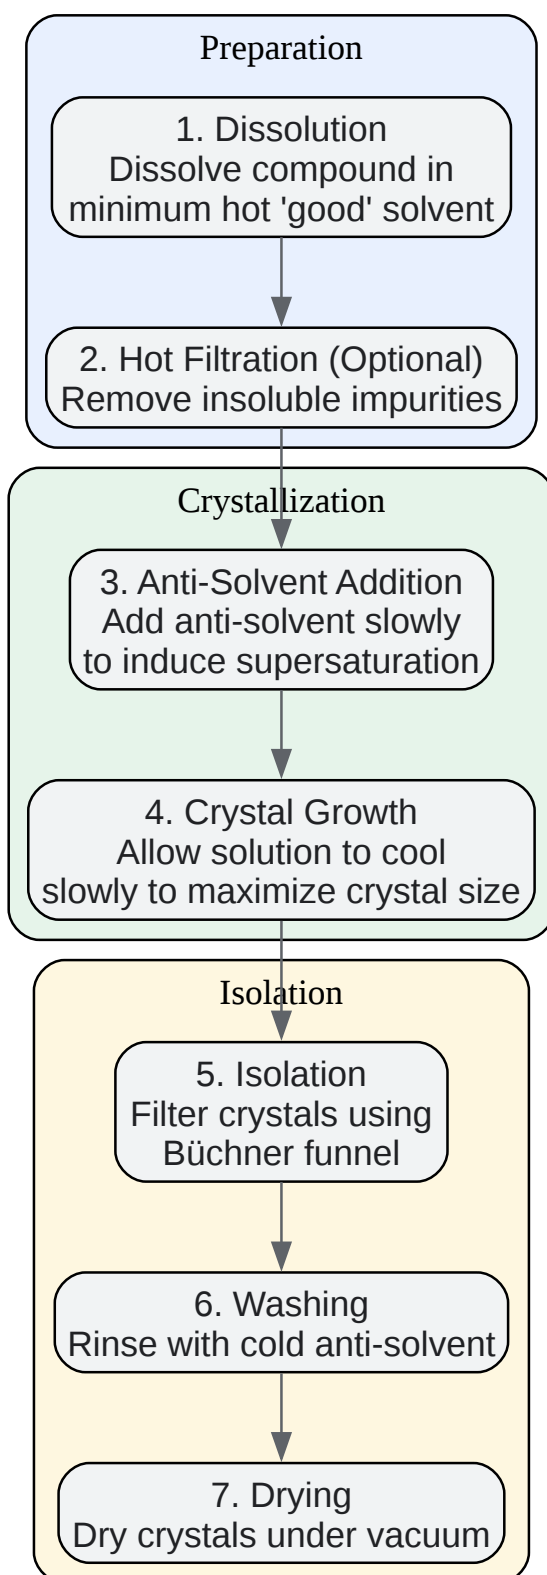 Preparation
1. Dissolution
Dissolve compound in
minimum hot 'good' solvent
2. Hot Filtration (Optional)
Remove insoluble impurities
Crystallization
3. Anti-Solvent Addition
Add anti-solvent slowly
to induce supersaturation
4. Crystal Growth
Allow solution to cool
slowly to maximize crystal size
Isolation
5. Isolation
Filter crystals using
Büchner funnel
6. Washing
Rinse with cold anti-solvent
7. Drying
Dry crystals under vacuum